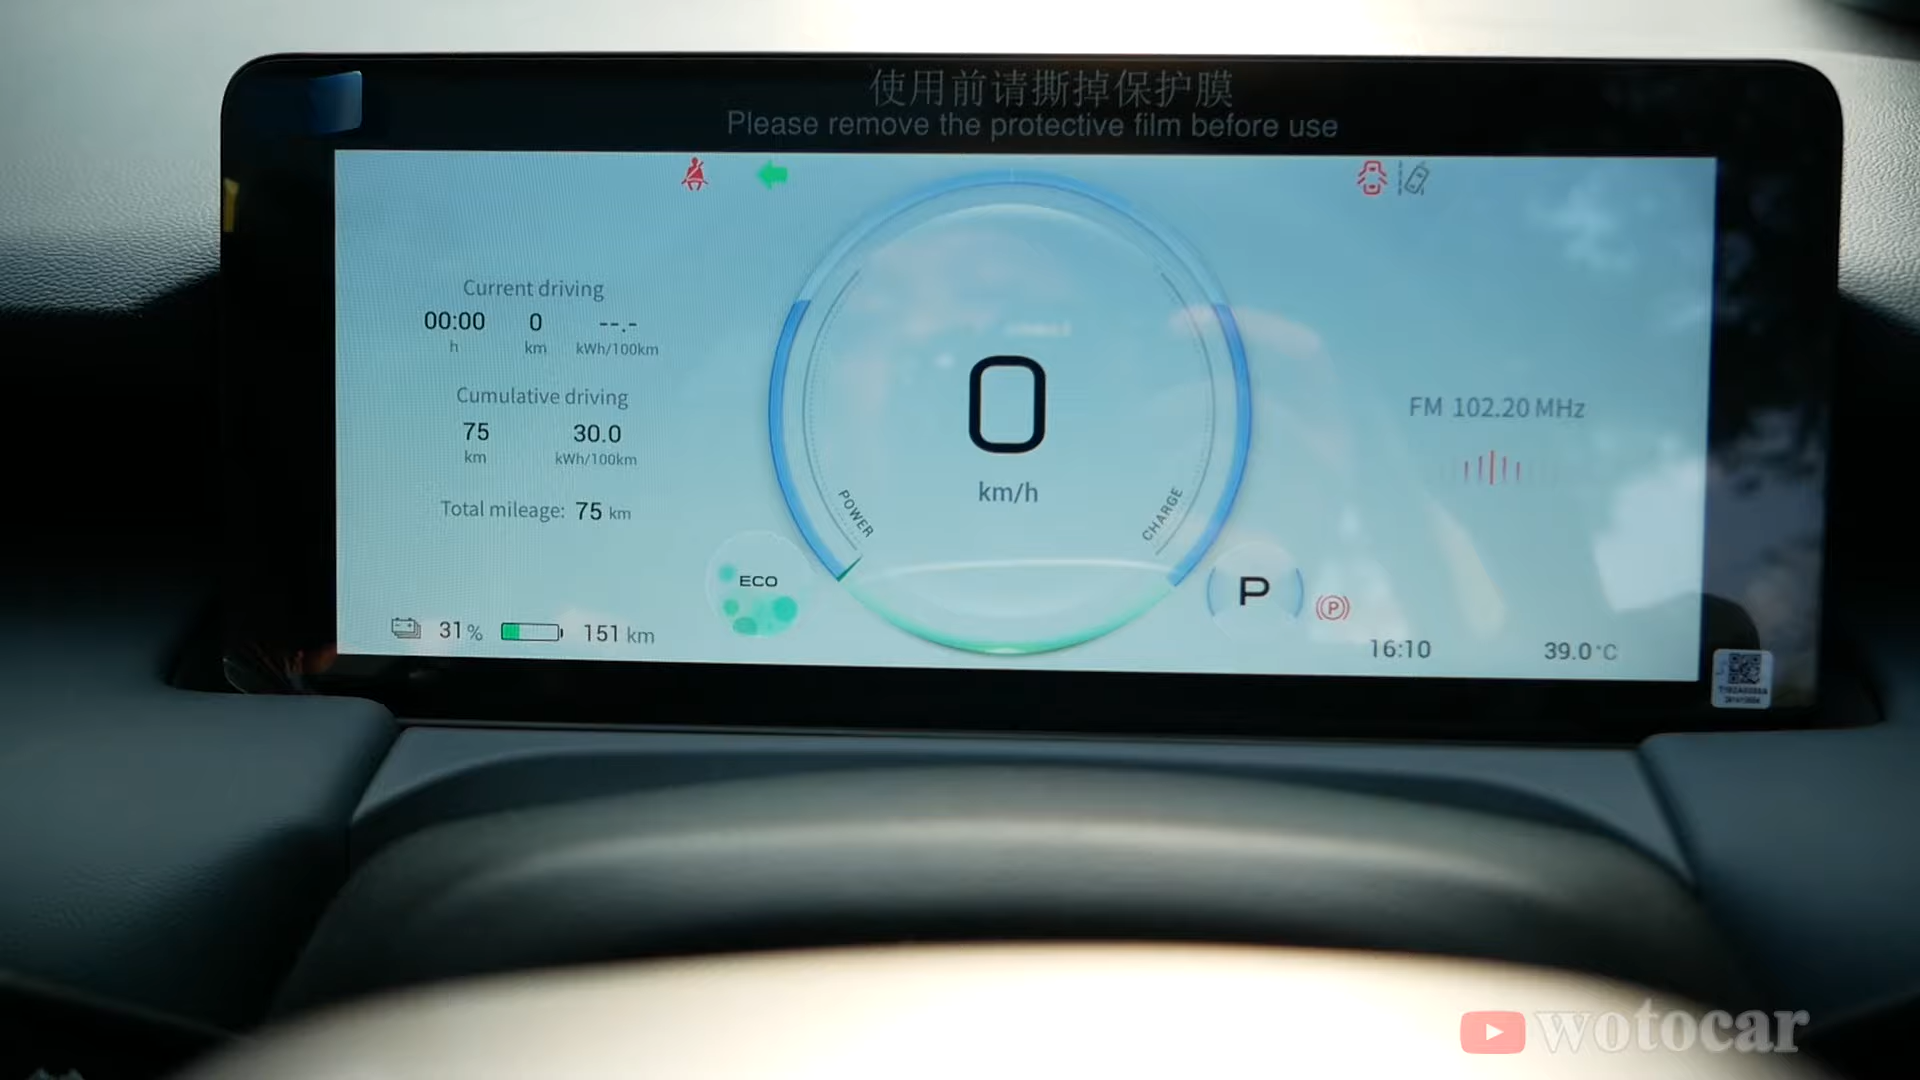 使用前请撕掉保护膜
Please remove the protective film before use
Current driving
00:00 0 --.-
h km kWh/100km
Cumulative driving
75 30.0
km kWh/100km
Total mileage: 75 km
31% 151 km
ECO
0
km/h
POWER
CHARGE
P
P
FM 102.20 MHz
16:10 39.0°C
wotocar